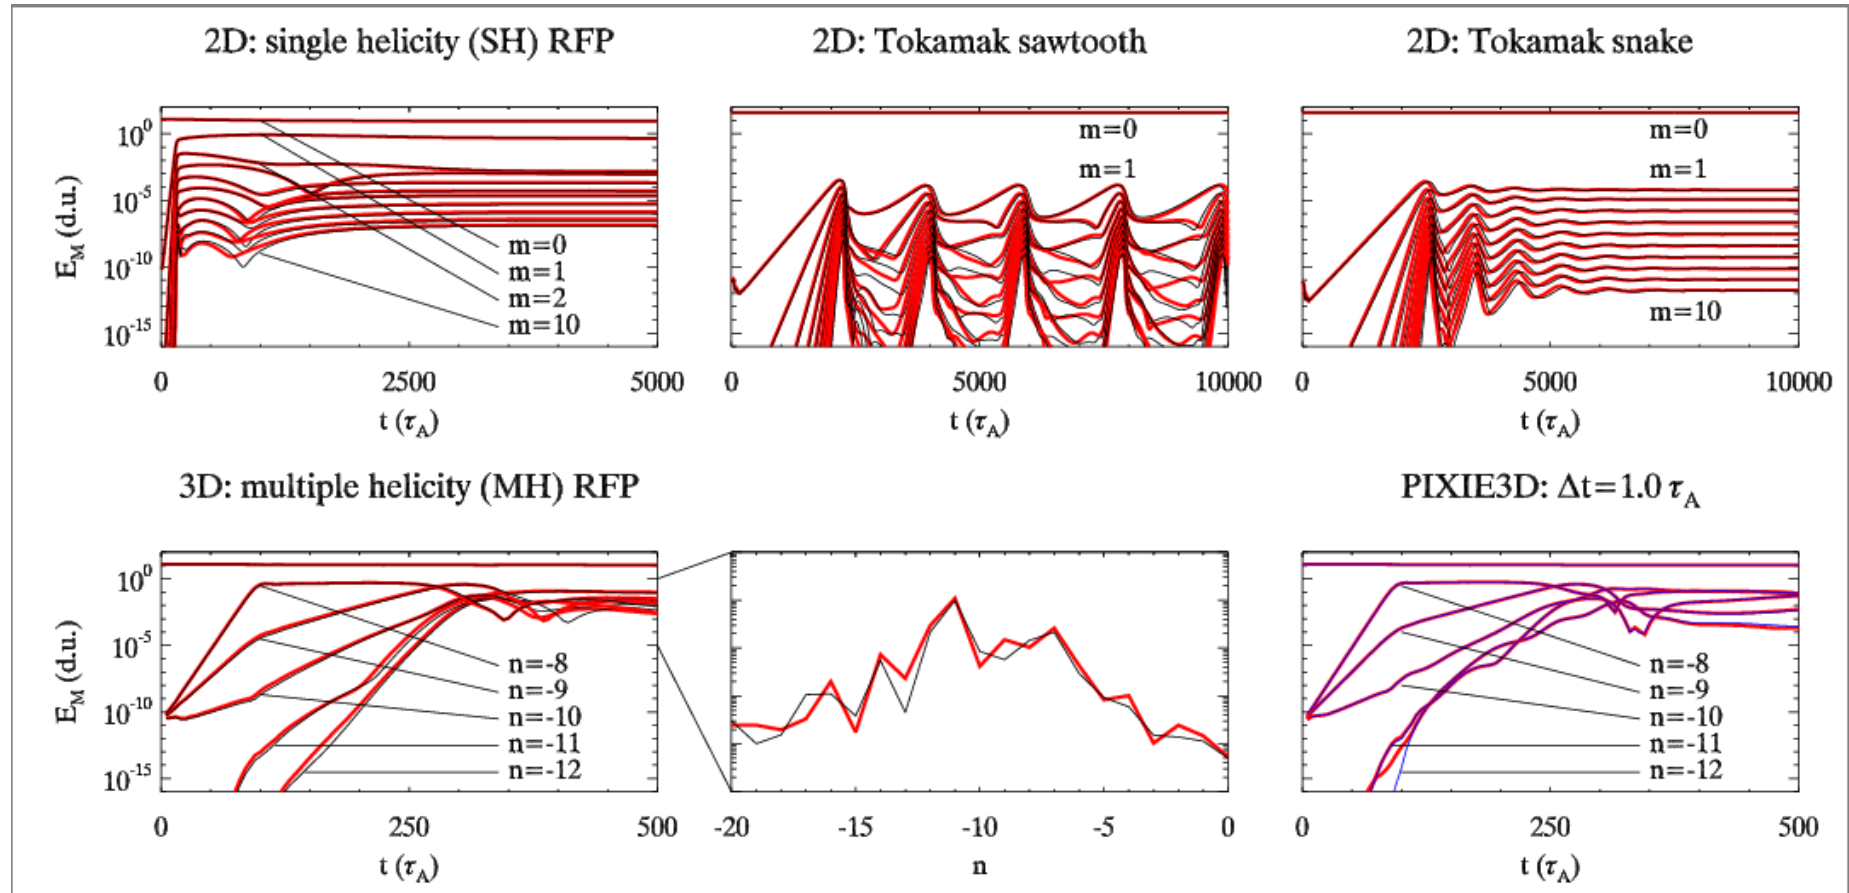 2D: single helicity (SH) RFP
2D: Tokamak sawtooth
2D: Tokamak snake
E_M (d.u.)
10^0
10^-5
10^-10
10^-15
m=0
m=1
m=2
m=10
0 2500 5000
t (τ_A)
m=0
m=1
0 5000 10000
t (τ_A)
m=0
m=1
m=10
0 5000 10000
t (τ_A)
3D: multiple helicity (MH) RFP
PIXIE3D: Δt=1.0 τ_A
E_M (d.u.)
10^0
10^-5
10^-10
10^-15
n=-8
n=-9
n=-10
n=-11
n=-12
0 250 500
t (τ_A)
-20 -15 -10 -5 0
n
n=-8
n=-9
n=-10
n=-11
n=-12
0 250 500
t (τ_A)